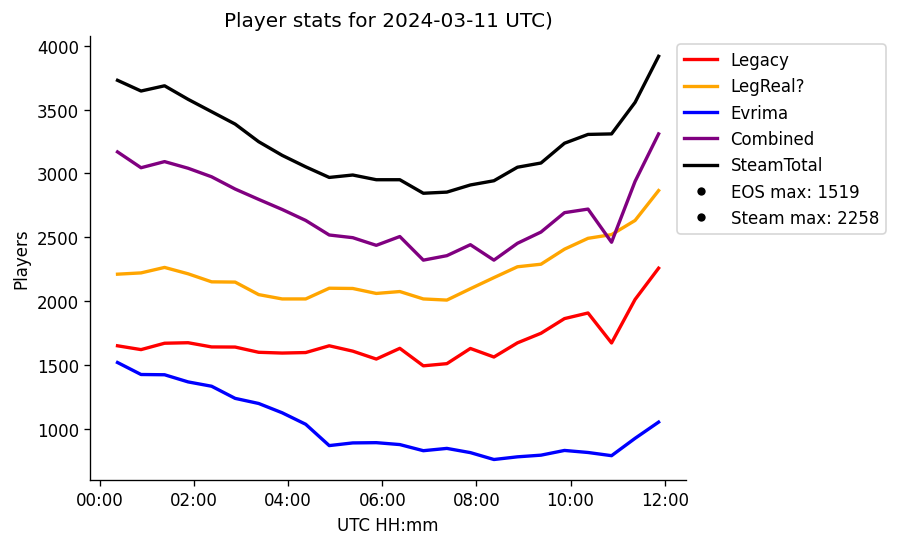 Player stats for 2024-03-11 UTC)
Players
4000
3500
3000
2500
2000
1500
1000
00:00 02:00 04:00 06:00 08:00 10:00 12:00
UTC HH:mm
Legacy
LegReal?
Evrima
Combined
SteamTotal
EOS max: 1519
Steam max: 2258